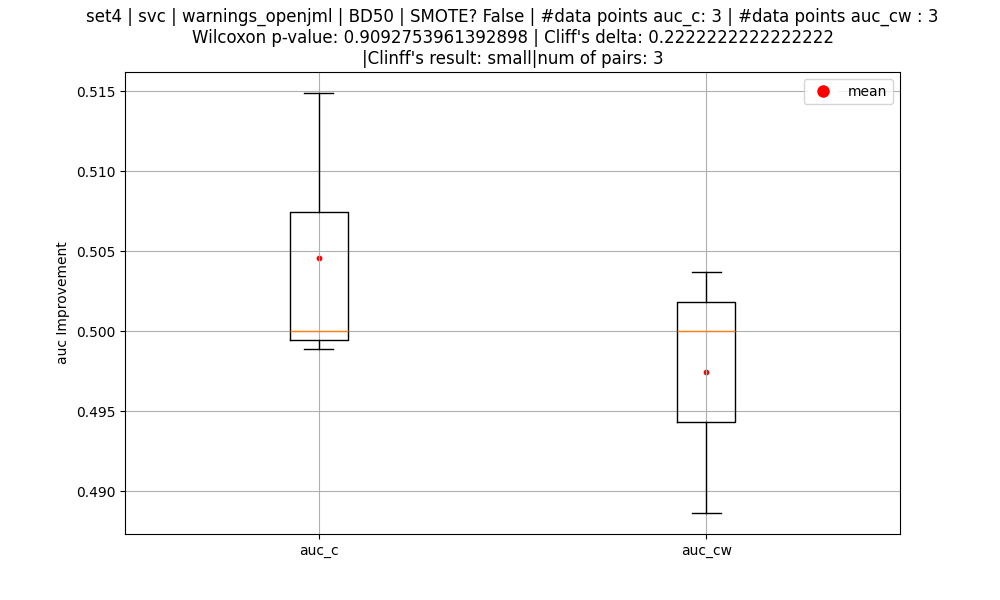 set4 | svc | warnings_openjml | BD50 | SMOTE? False | #data points auc_c: 3 | #data points auc_cw : 3
Wilcoxon p-value: 0.9092753961392898 | Cliff's delta: 0.2222222222222222
|Clinff's result: small|num of pairs: 3
mean
0.515
0.510
0.505
0.500
0.495
0.490
auc Improvement
auc_c
auc_cw